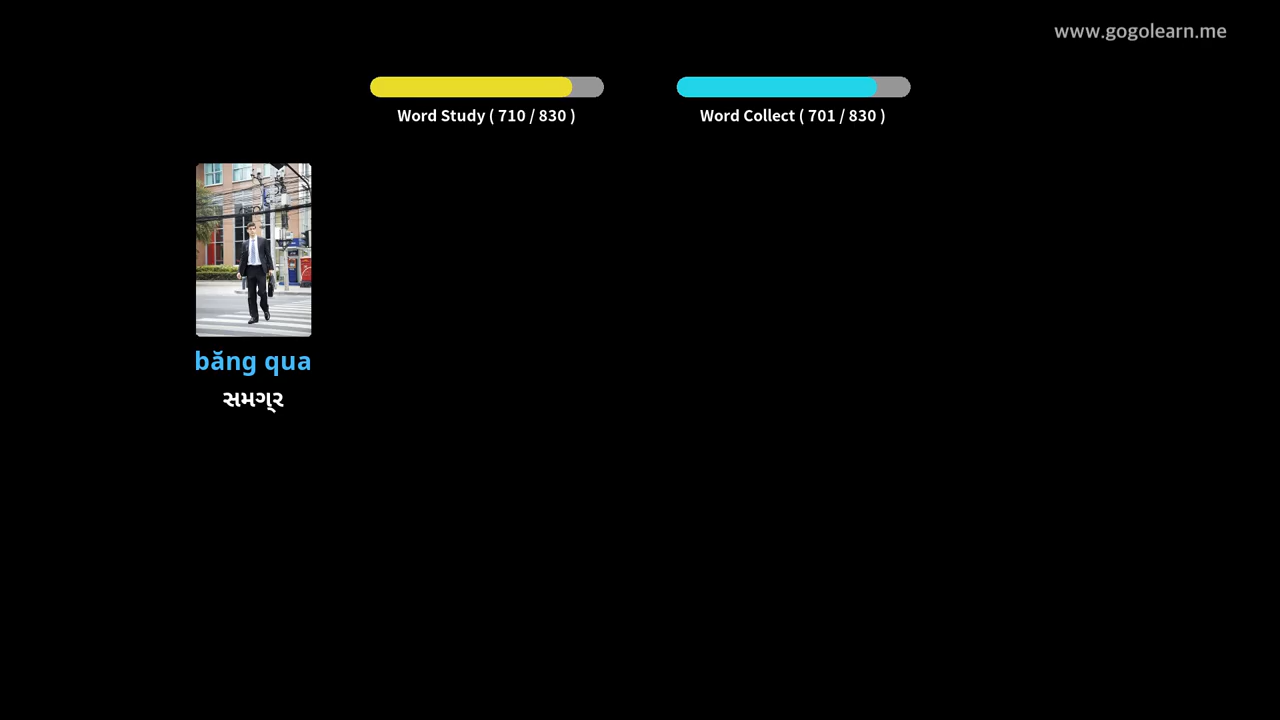 www.gogolearn.me
Word Study ( 710 / 830 )
Word Collect ( 701 / 830 )
băng qua
સમગ્ર